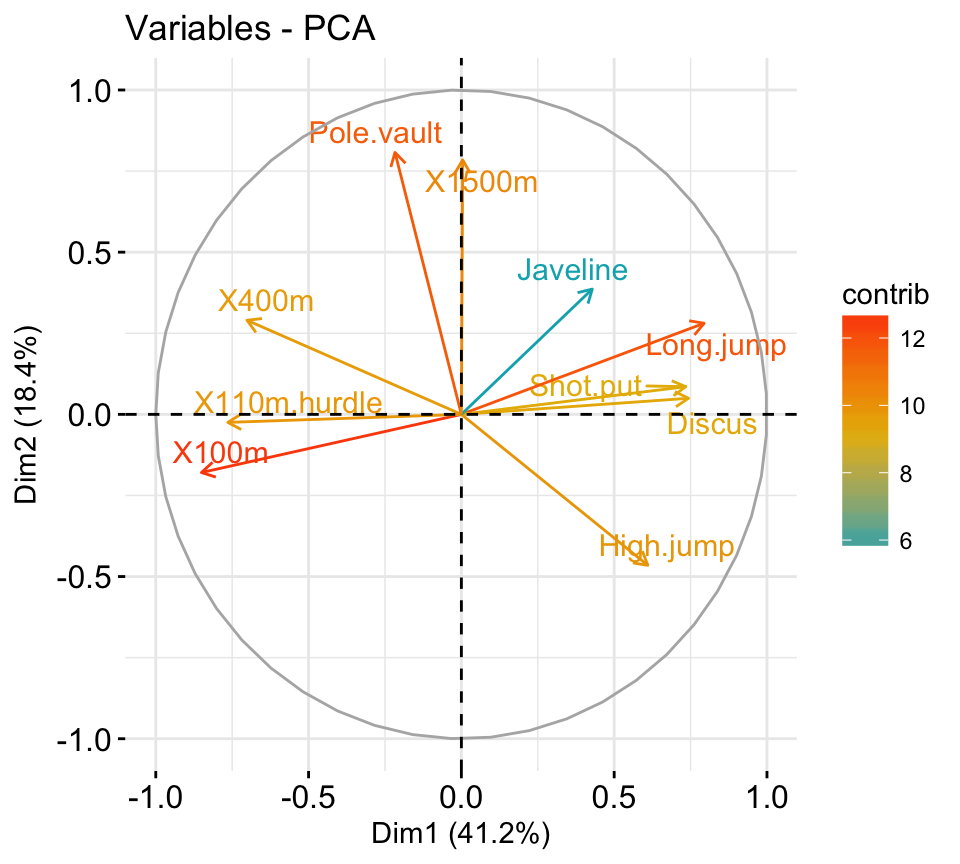 Variables - PCA
1.0
0.5
0.0
-0.5
-1.0
Dim2 (18.4%)
Pole.vault
X1500m
Javeline
X400m
Long.jump
Shot.put
X110m.hurdle
Discus
X100m
High.jump
-1.0
-0.5
0.0
0.5
1.0
Dim1 (41.2%)
contrib
12
10
8
6